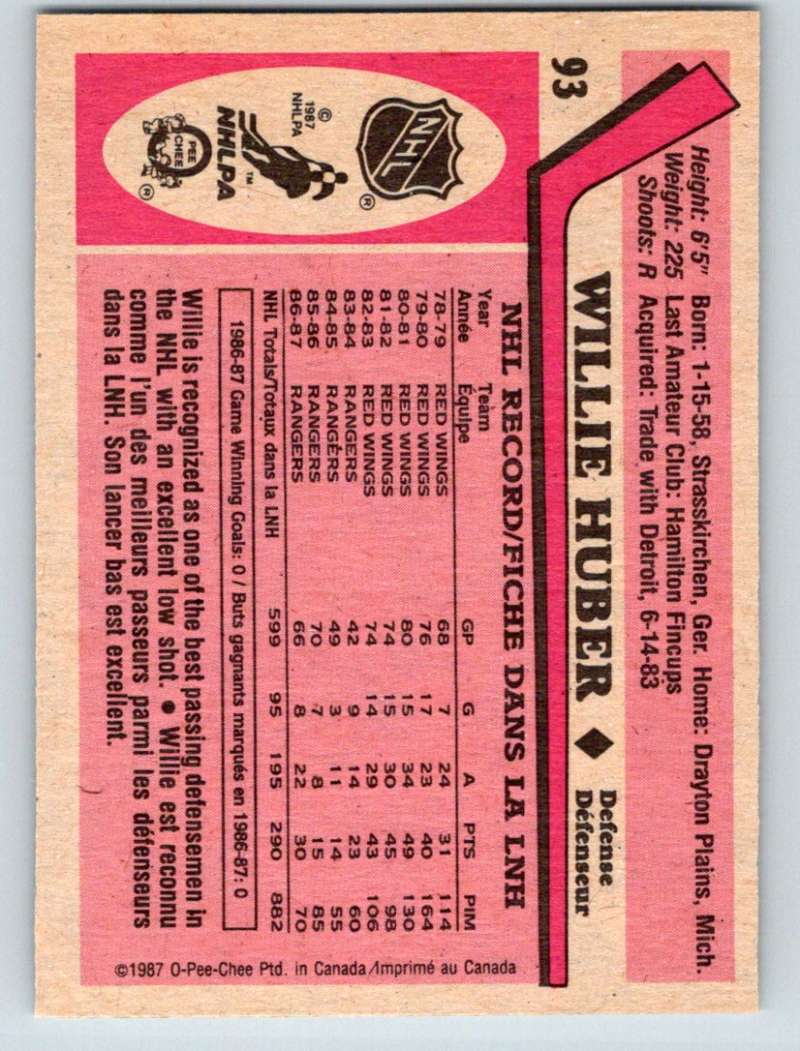 93
Height: 6'5" Born: 1-15-58, Strasskirchen, Ger. Home: Drayton Plains, Mich.
Weight: 225 Last Amateur Club: Hamilton Fincups
Shoots: R Acquired: Trade with Detroit, 6-14-83
WILLIE HUBER ◆ Defense
Défenseur
NHL
®
© 1987
NHLPA
NHLPA
™
O PEE
CHEE
®
NHL RECORD/FICHE DANS LA LNH
Year Team GP G A PTS PIM
Année Équipe
78-79 RED WINGS 68 7 24 31 114
79-80 RED WINGS 76 17 23 40 164
80-81 RED WINGS 80 15 34 49 130
81-82 RED WINGS 74 15 30 45 98
82-83 RED WINGS 74 14 29 43 106
83-84 RANGERS 42 9 14 23 60
84-85 RANGERS 49 3 11 14 55
85-86 RANGERS 70 7 8 15 85
86-87 RANGERS 66 8 22 30 70
NHL Totals/Totaux dans la LNH 599 95 195 290 882
1986-87 Game Winning Goals: 0 / Buts gagnants marqués en 1986-87: 0
Willie is recognized as one of the best passing defensemen in
the NHL with an excellent low shot. ● Willie est reconnu
comme l'un des meilleurs passeurs parmi les défenseurs
dans la LNH. Son lancer bas est excellent.
©1987 O-Pee-Chee Ptd. in Canada/Imprimé au Canada